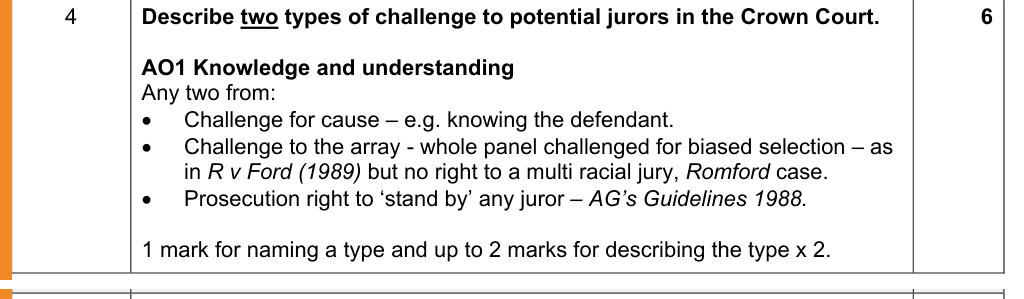 4 Describe two types of challenge to potential jurors in the Crown Court. 6
AO1 Knowledge and understanding
Any two from:
• Challenge for cause – e.g. knowing the defendant.
• Challenge to the array - whole panel challenged for biased selection – as
in R v Ford (1989) but no right to a multi racial jury, Romford case.
• Prosecution right to ‘stand by’ any juror – AG’s Guidelines 1988.
1 mark for naming a type and up to 2 marks for describing the type x 2.